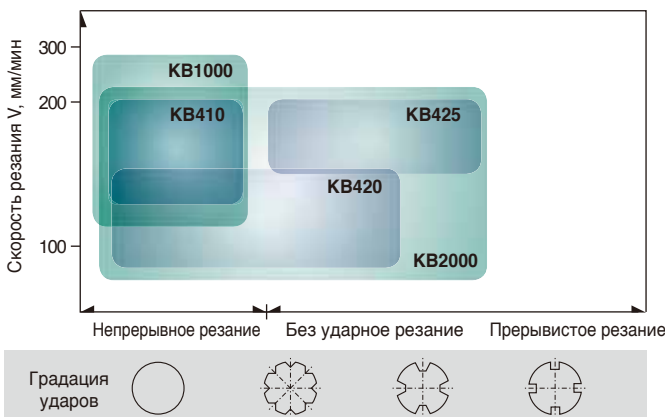 Скорость резания V, мм/мин
300
200
100
KB1000
KB410
KB425
KB420
KB2000
Непрерывное резание
Без ударное резание
Прерывистое резание
Градация
ударов